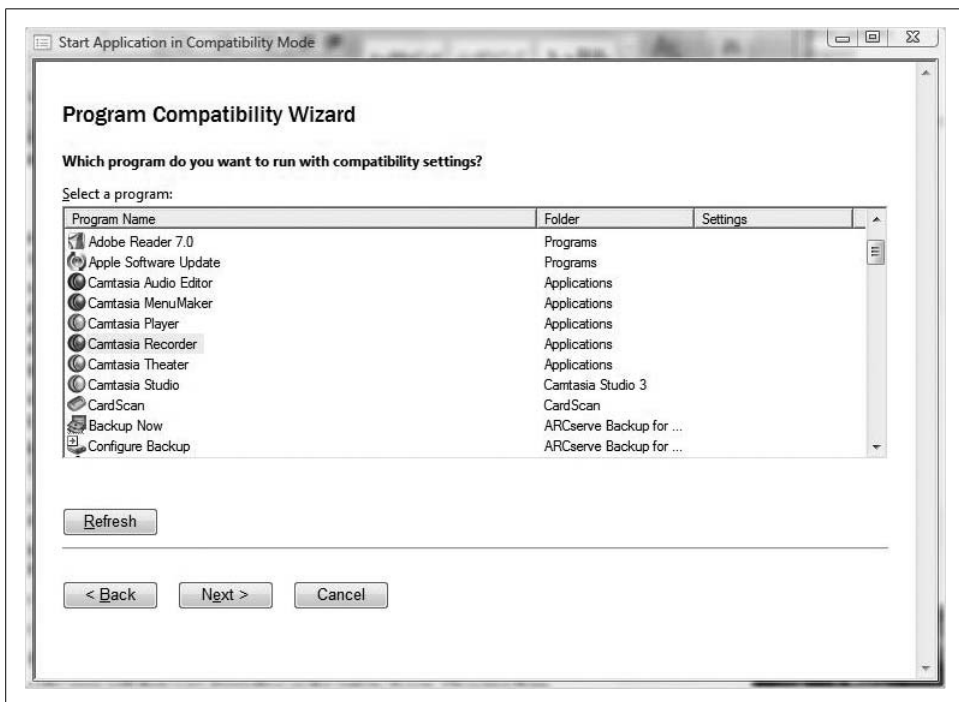 Start Application in Compatibility Mode
Program Compatibility Wizard
Which program do you want to run with compatibility settings?
Select a program:
Program Name Folder Settings
Adobe Reader 7.0 Programs
Apple Software Update Programs
Camtasia Audio Editor Applications
Camtasia MenuMaker Applications
Camtasia Player Applications
Camtasia Recorder Applications
Camtasia Theater Applications
Camtasia Studio Camtasia Studio 3
CardScan CardScan
Backup Now ARCserve Backup for ...
Configure Backup ARCserve Backup for ...
Refresh
< Back Next > Cancel